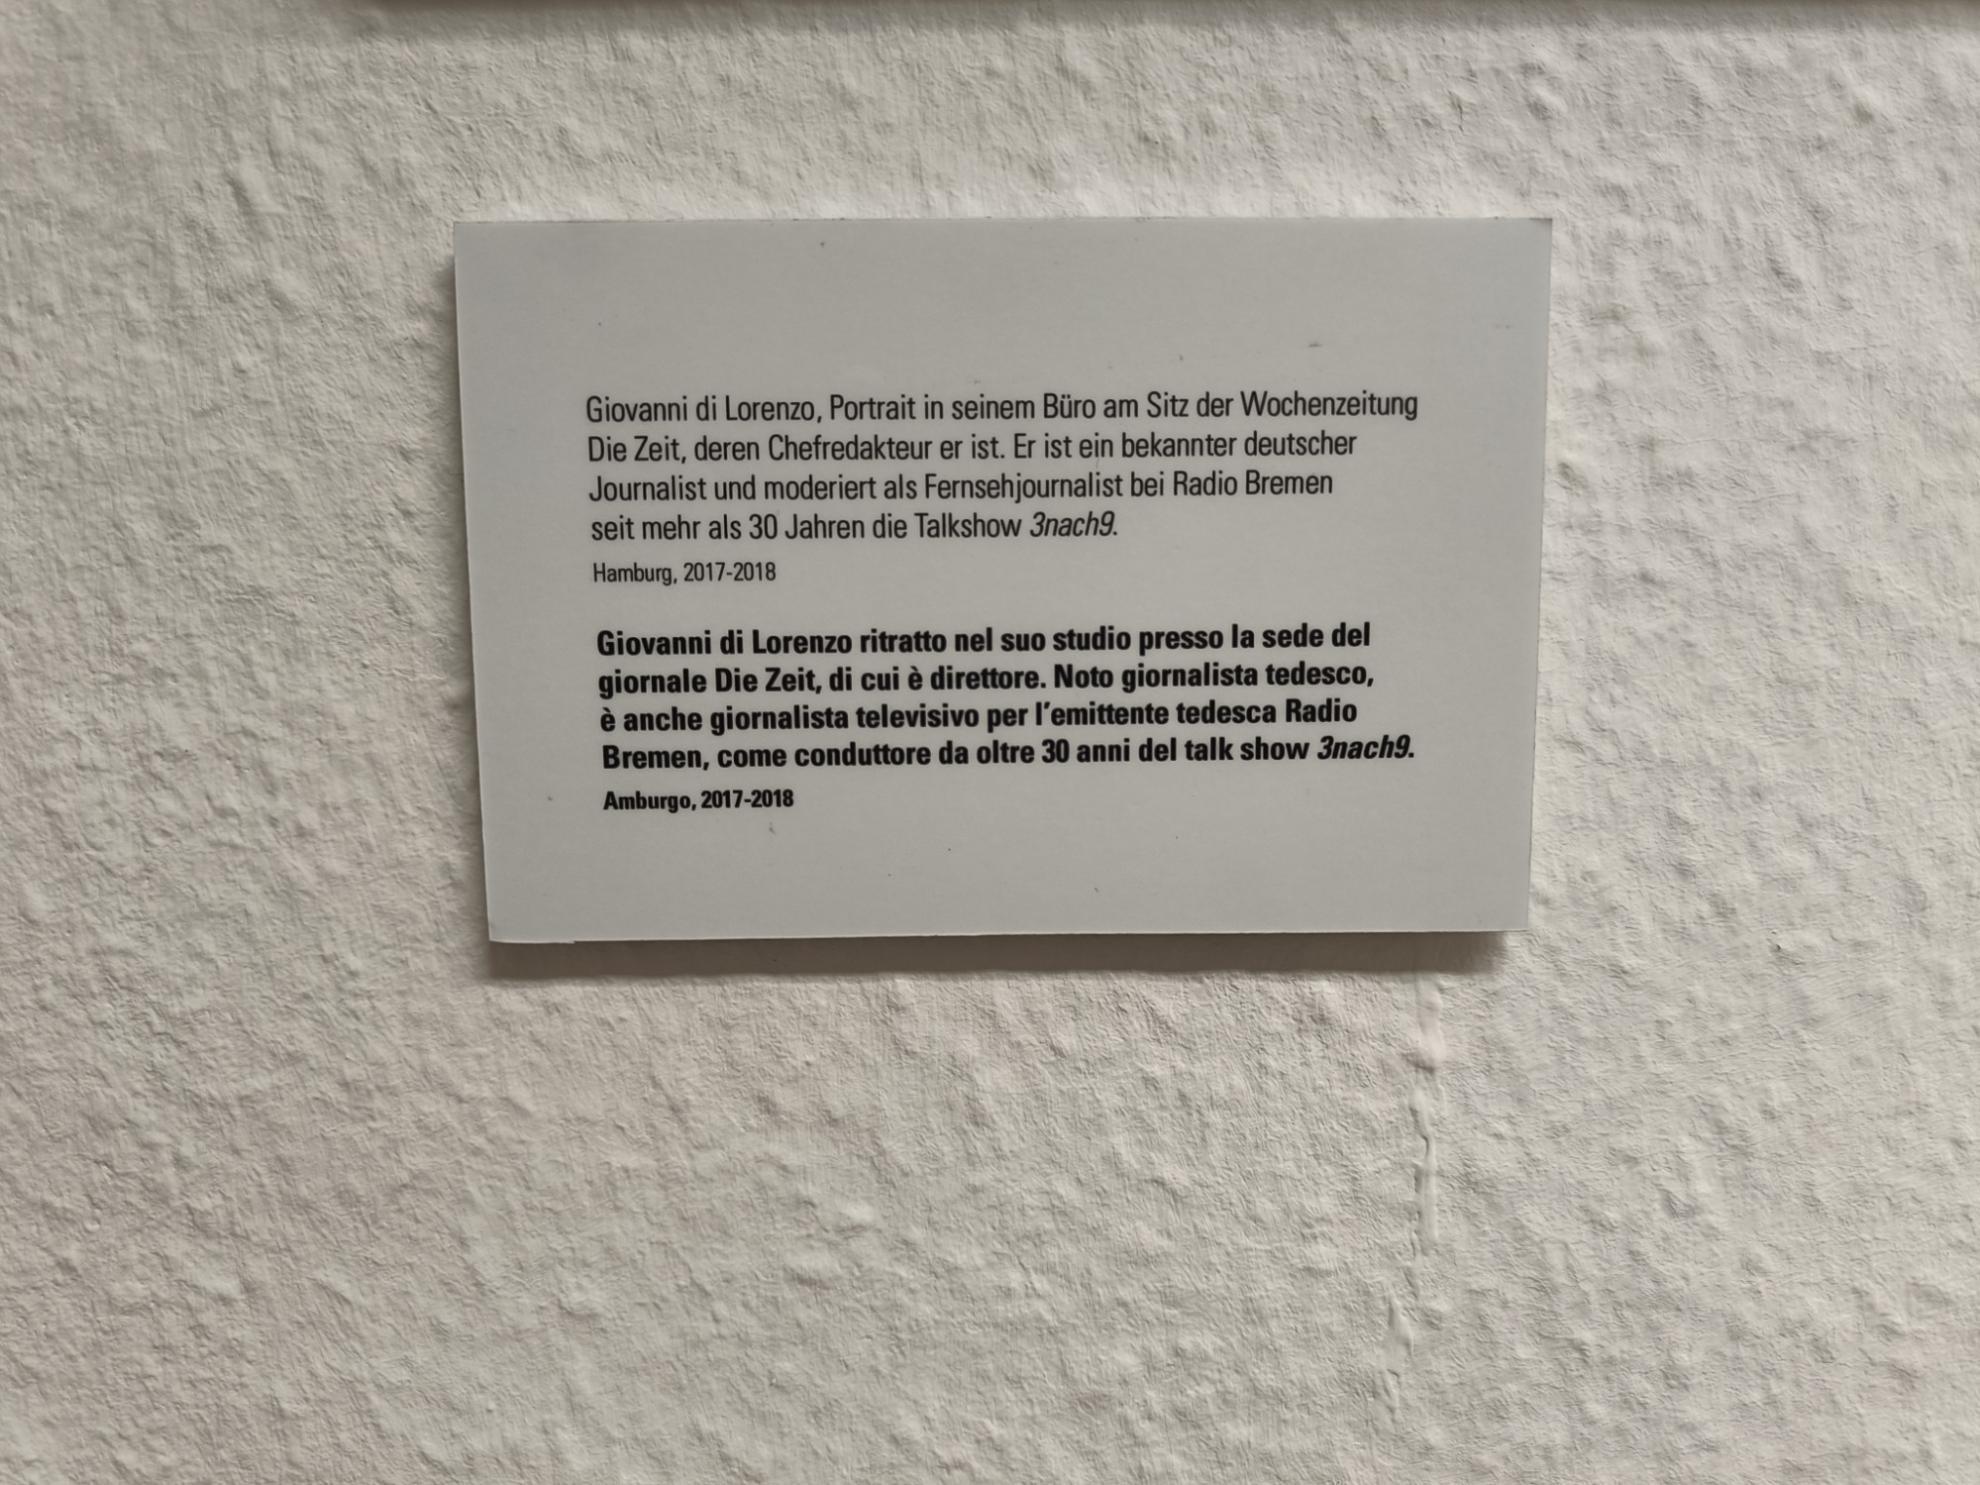 Giovanni di Lorenzo, Portrait in seinem Büro am Sitz der Wochenzeitung
Die Zeit, deren Chefredakteur er ist. Er ist ein bekannter deutscher
Journalist und moderiert als Fernsehjournalist bei Radio Bremen
seit mehr als 30 Jahren die Talkshow 3nach9.
Hamburg, 2017-2018
Giovanni di Lorenzo ritratto nel suo studio presso la sede del
giornale Die Zeit, di cui è direttore. Noto giornalista tedesco,
è anche giornalista televisivo per l'emittente tedesca Radio
Bremen, come conduttore da oltre 30 anni del talk show 3nach9.
Amburgo, 2017-2018